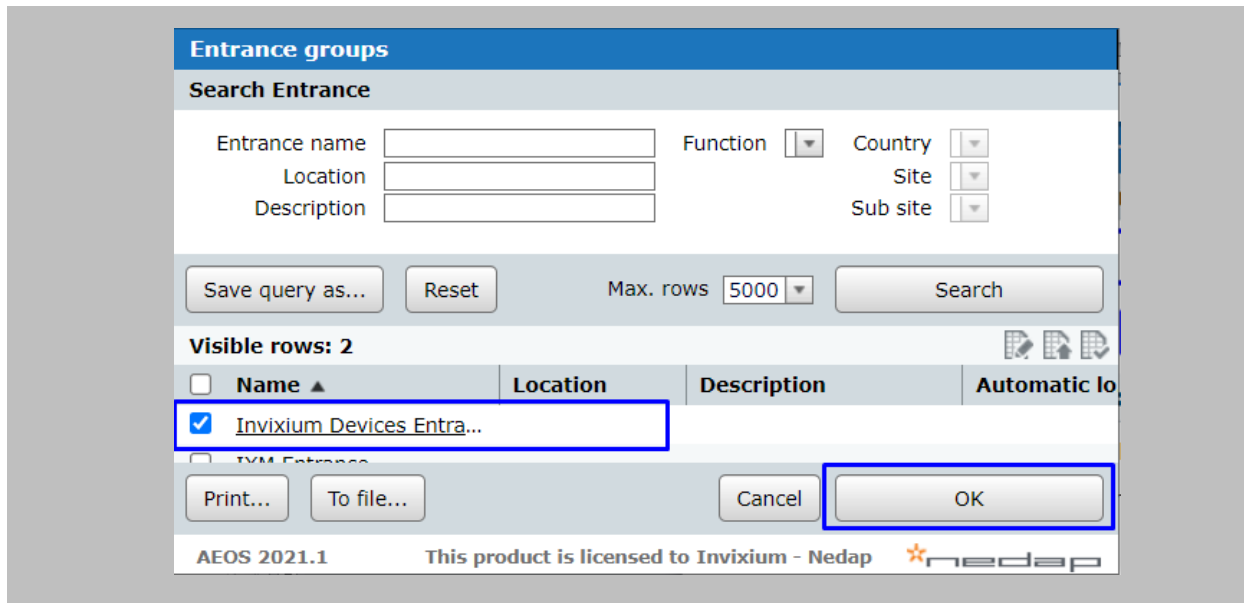 Entrance groups
Search Entrance
Entrance name Function Country
Location Site
Description Sub site
Save query as... Reset Max. rows 5000 Search
Visible rows: 2
Name ▲ Location Description Automatic lo
Invixium Devices Entra...
IXM Entrance
Print... To file... Cancel OK
AEOS 2021.1 This product is licensed to Invixium - Nedap nedap